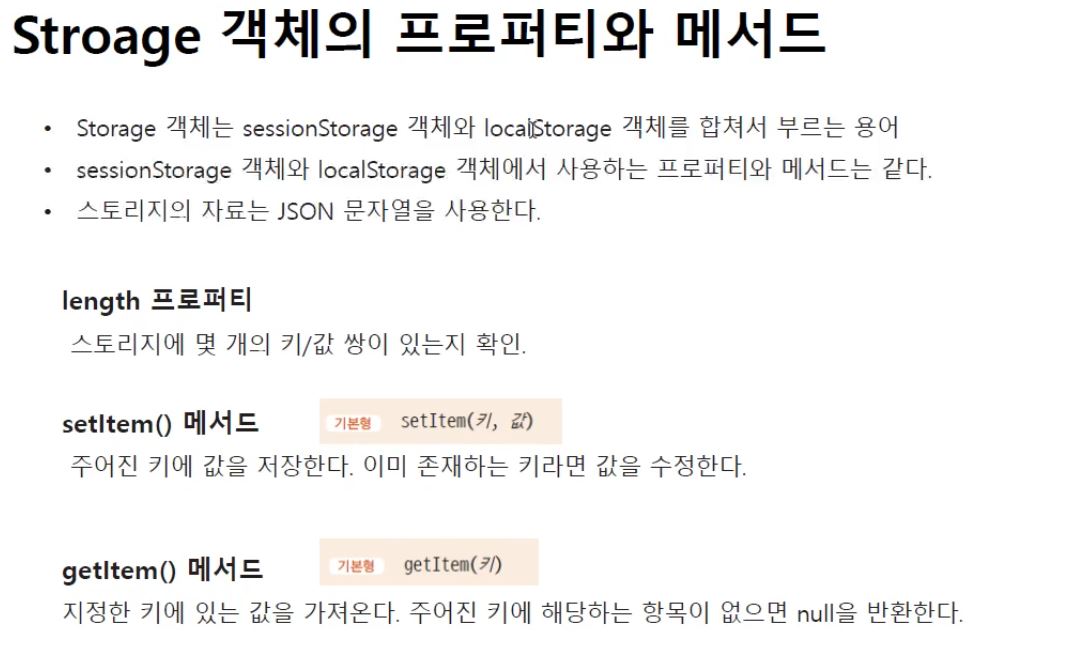 Stroage 객체의 프로퍼티와 메서드
• Storage 객체는 sessionStorage 객체와 localStorage 객체를 합쳐서 부르는 용어
• sessionStorage 객체와 localStorage 객체에서 사용하는 프로퍼티와 메서드는 같다.
• 스토리지의 자료는 JSON 문자열을 사용한다.
length 프로퍼티
스토리지에 몇 개의 키/값 쌍이 있는지 확인.
setItem() 메서드 기본형 setItem(키, 값)
주어진 키에 값을 저장한다. 이미 존재하는 키라면 값을 수정한다.
getItem() 메서드 기본형 getItem(키)
지정한 키에 있는 값을 가져온다. 주어진 키에 해당하는 항목이 없으면 null을 반환한다.